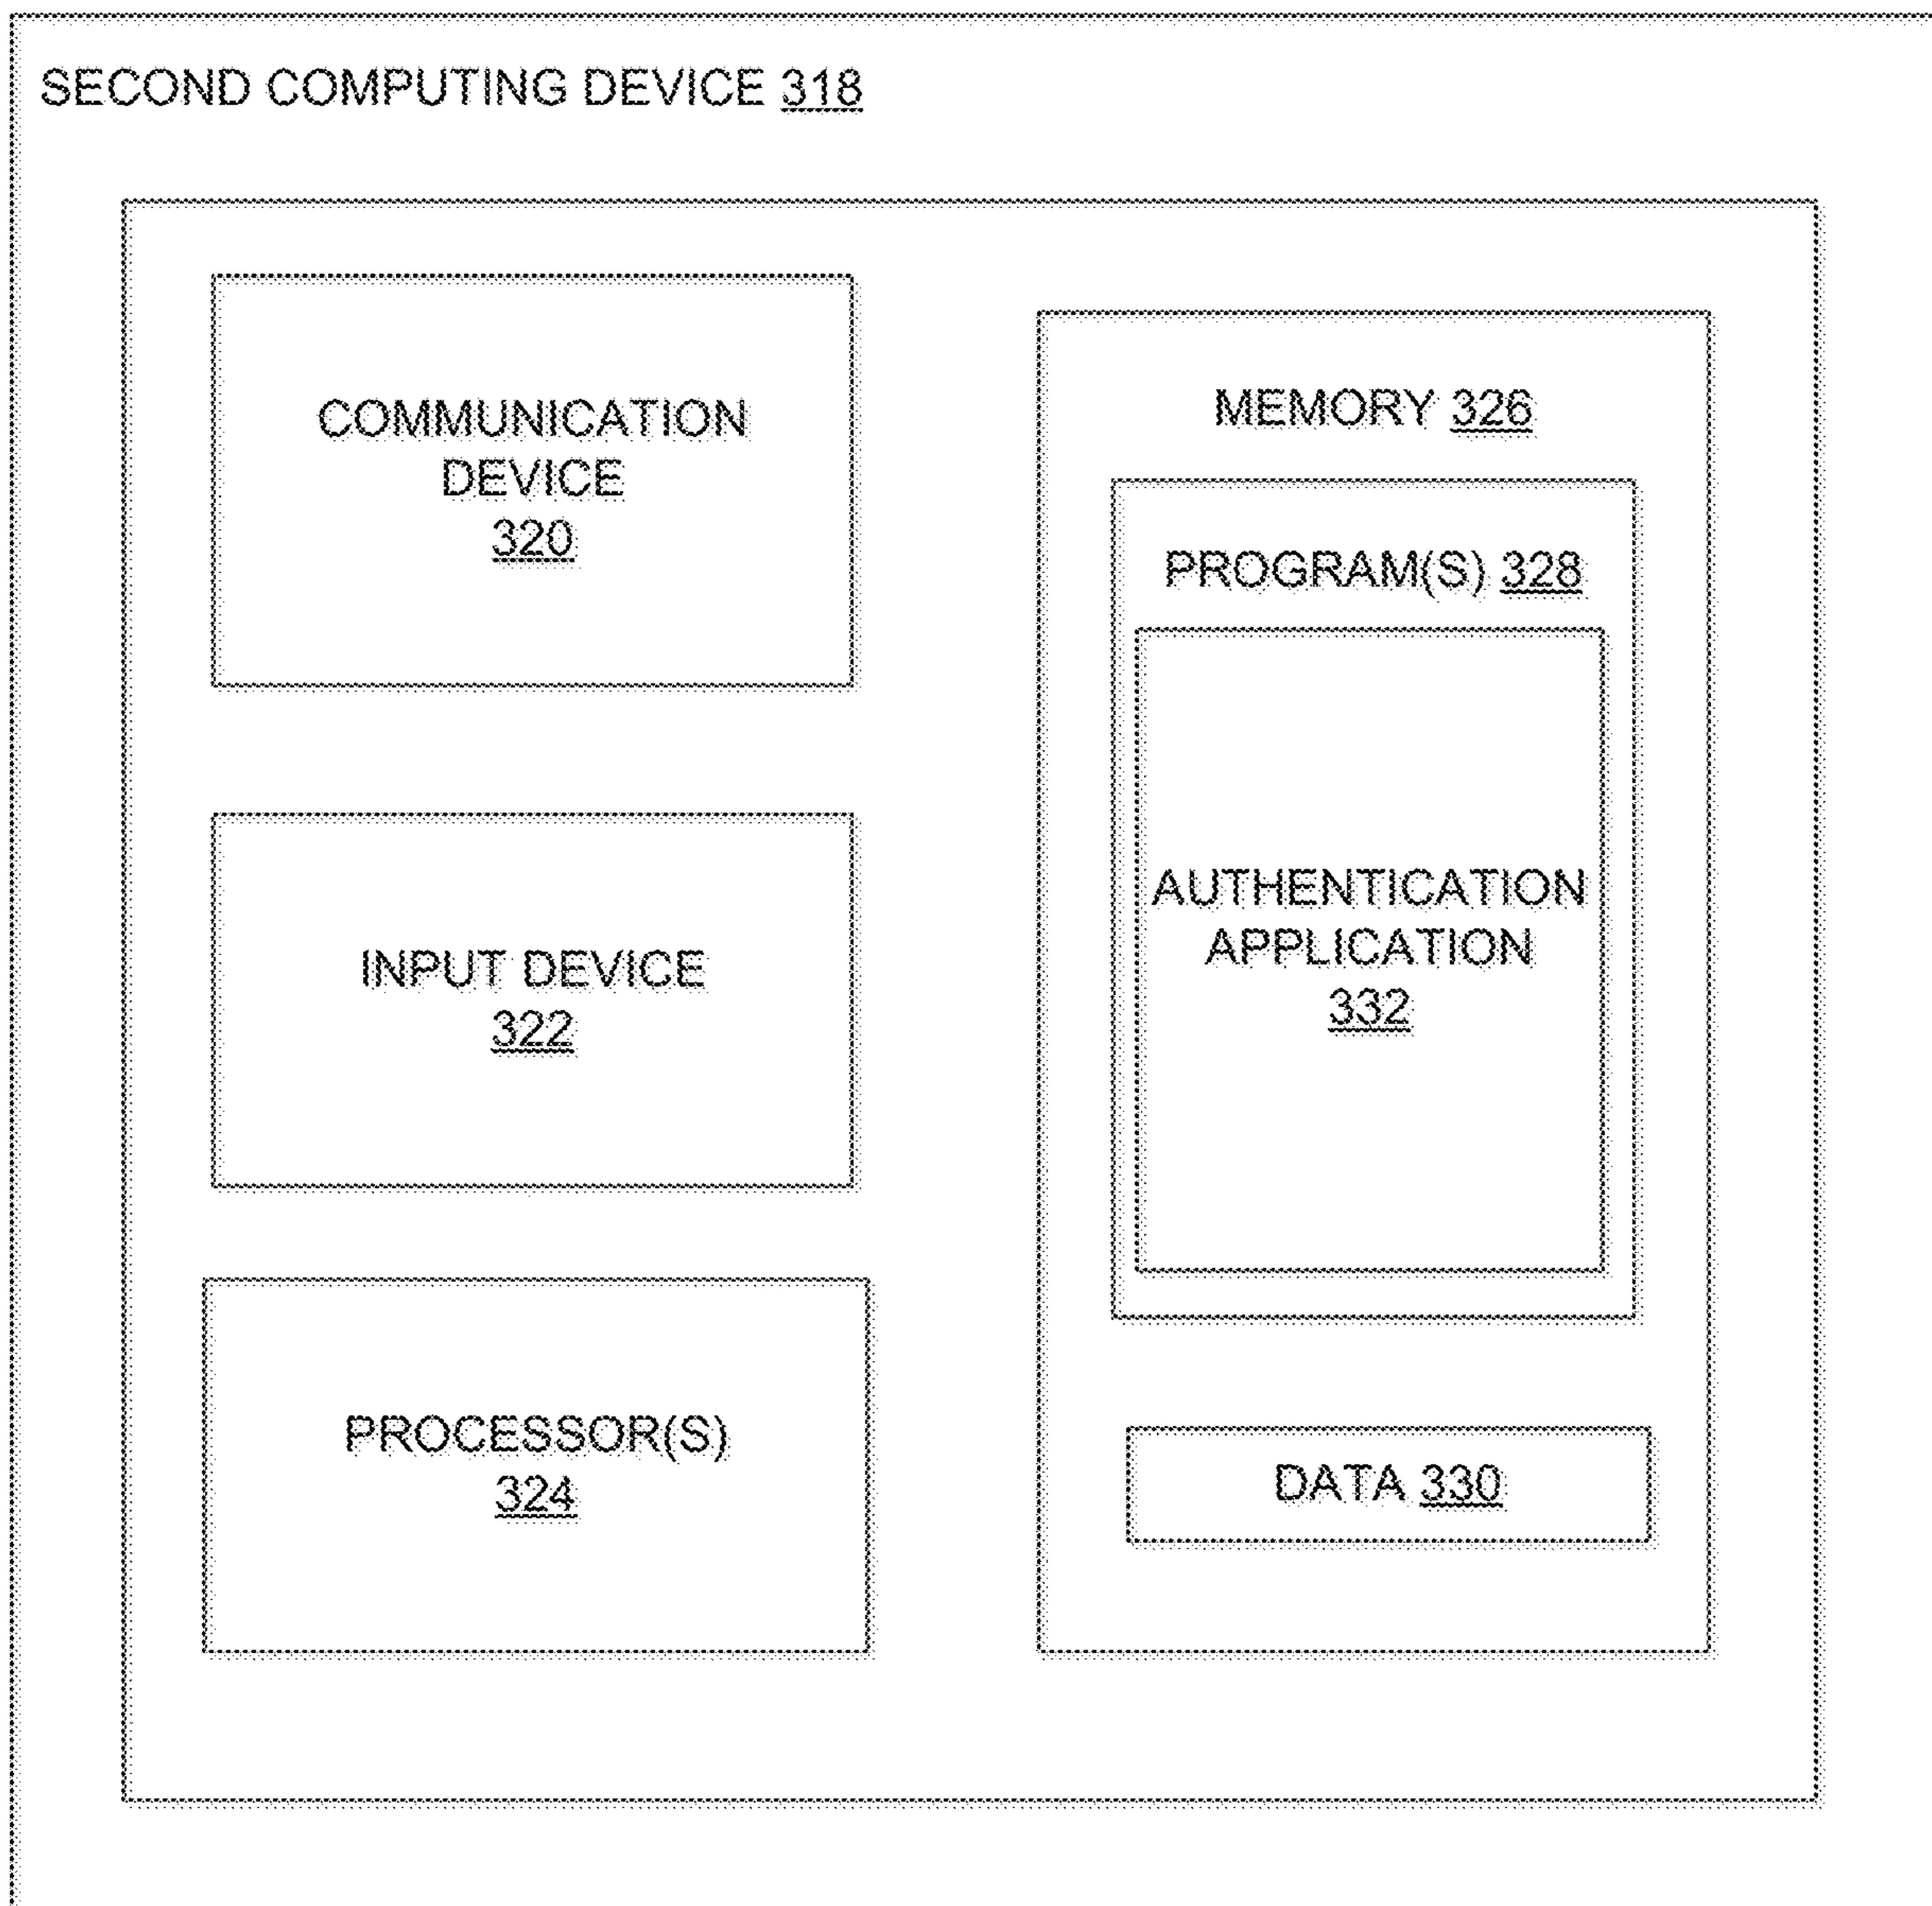 SECOND COMPUTING DEVICE 318
COMMUNICATION
DEVICE
320
INPUT DEVICE
322
PROCESSOR(S)
324
MEMORY 326
PROGRAM(S) 328
AUTHENTICATION
APPLICATION
332
DATA 330